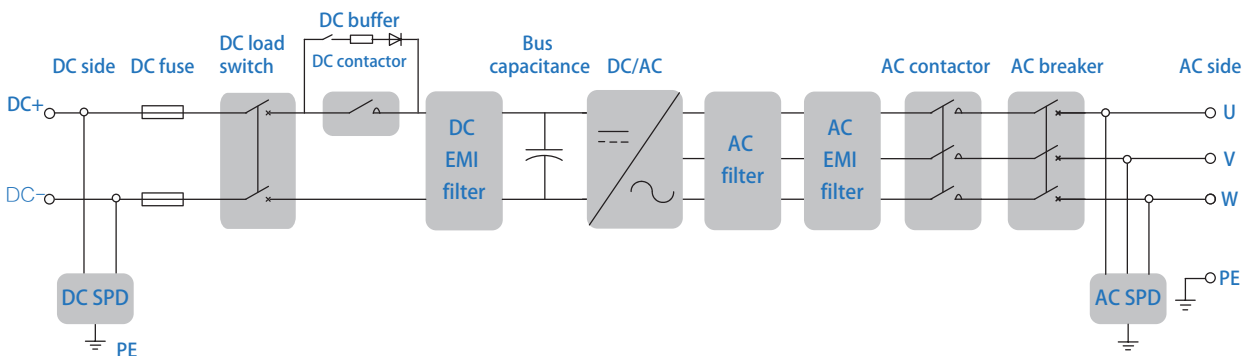 DC buffer
DC side
DC fuse
DC load
switch
DC contactor
Bus
capacitance
DC/AC
AC contactor
AC breaker
AC side
DC+
DC−
DC
EMI
filter
AC
filter
AC
EMI
filter
U
V
W
DC SPD
PE
AC SPD
PE